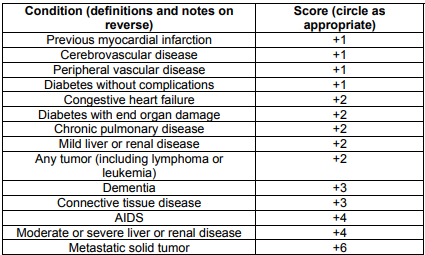 Condition (definitions and notes on Score (circle as
reverse) appropriate)
Previous myocardial infarction +1
Cerebrovascular disease +1
Peripheral vascular disease +1
Diabetes without complications +1
Congestive heart failure +2
Diabetes with end organ damage +2
Chronic pulmonary disease +2
Mild liver or renal disease +2
Any tumor (including lymphoma or +2
leukemia)
Dementia +3
Connective tissue disease +3
AIDS +4
Moderate or severe liver or renal disease +4
Metastatic solid tumor +6